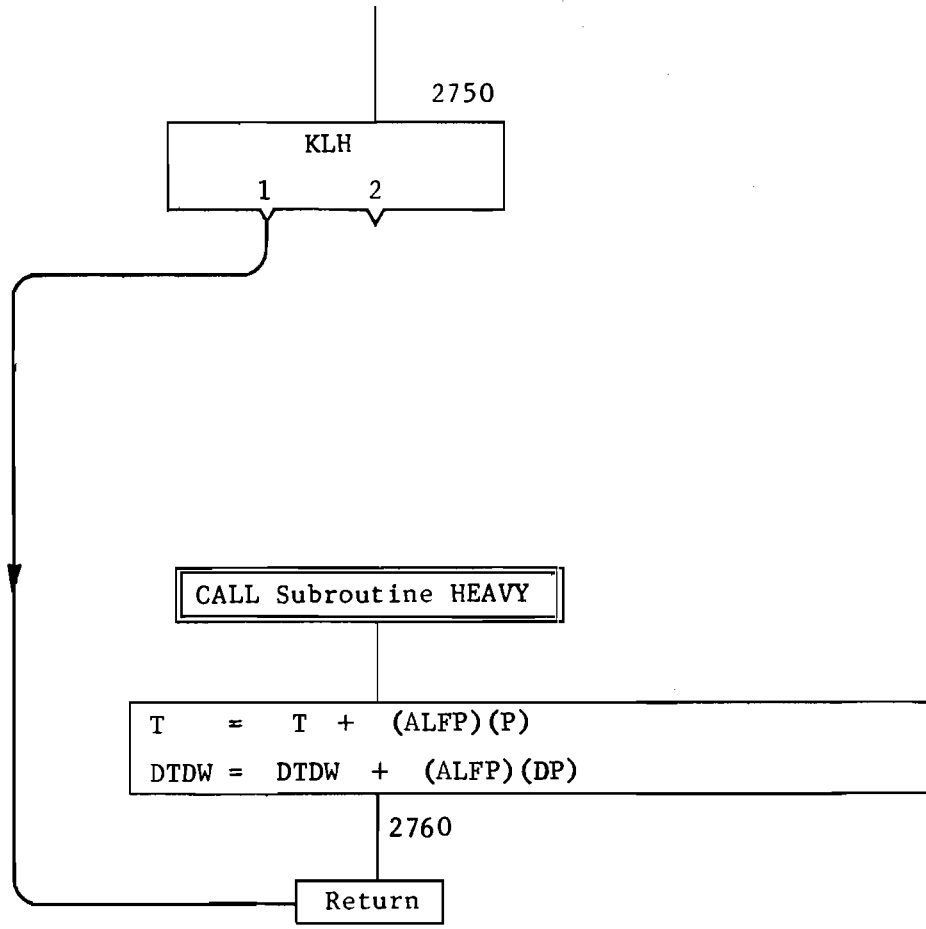 2750
KLH
1 2
CALL Subroutine HEAVY
T = T + (ALFP)(P)
DTDW = DTDW + (ALFP)(DP)
2760
Return